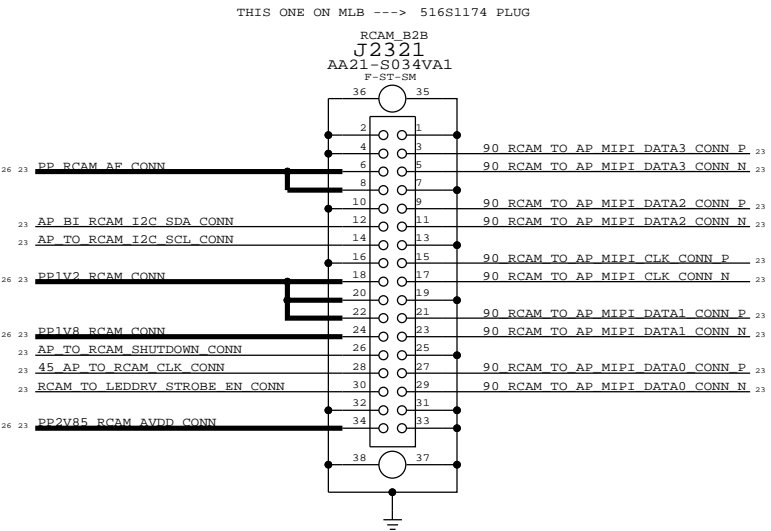 THIS ONE ON MLB ---> 516S1174 PLUG
RCAM_B2B
J2321
AA21-S034VA1
F-ST-SM
36 35
2 1
4 3 90_RCAM_TO_AP_MIPI_DATA3_CONN_P 23
26 23 PP_RCAM_AF_CONN 6 5 90_RCAM_TO_AP_MIPI_DATA3_CONN_N 23
8 7
10 9 90_RCAM_TO_AP_MIPI_DATA2_CONN_P 23
23 AP_BI_RCAM_I2C_SDA_CONN 12 11 90_RCAM_TO_AP_MIPI_DATA2_CONN_N 23
23 AP_TO_RCAM_I2C_SCL_CONN 14 13
16 15 90_RCAM_TO_AP_MIPI_CLK_CONN_P 23
26 23 PP1V2_RCAM_CONN 18 17 90_RCAM_TO_AP_MIPI_CLK_CONN_N 23
20 19
22 21 90_RCAM_TO_AP_MIPI_DATA1_CONN_P 23
26 23 PP1V8_RCAM_CONN 24 23 90_RCAM_TO_AP_MIPI_DATA1_CONN_N 23
23 AP_TO_RCAM_SHUTDOWN_CONN 26 25
23 45_AP_TO_RCAM_CLK_CONN 28 27 90_RCAM_TO_AP_MIPI_DATA0_CONN_P 23
23 RCAM_TO_LEDDRV_STROBE_EN_CONN 30 29 90_RCAM_TO_AP_MIPI_DATA0_CONN_N 23
32 31
26 23 PP2V85_RCAM_AVDD_CONN 34 33
38 37